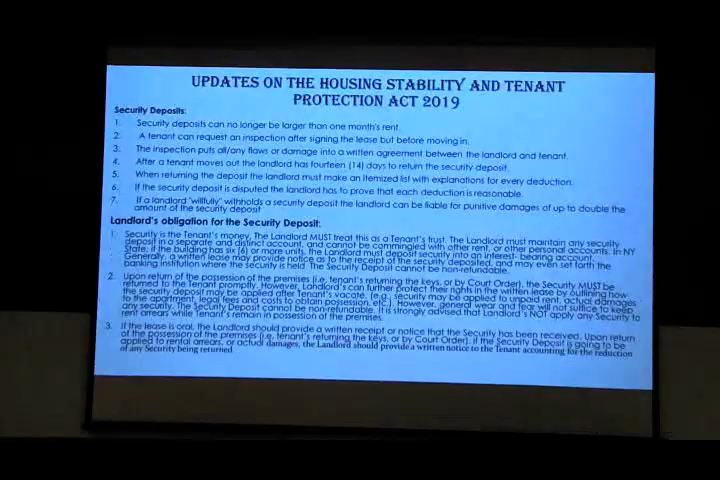 UPDATES ON THE HOUSING STABILITY AND TENANT
PROTECTION ACT 2019
Security Deposits:
1. Security deposits can no longer be larger than one month's rent.
2. A tenant can request an inspection after signing the lease but before moving in.
3. The inspection puts all/any flaws or damage into a written agreement between the landlord and tenant.
4. After a tenant moves out the landlord has fourteen (14) days to return the security deposit.
5. When returning the deposit the landlord must make an itemized list with explanations for every deduction.
6. If the security deposit is disputed the landlord has to prove that each deduction is reasonable.
7. If a landlord "willfully" withholds a security deposit the landlord can be liable for punitive damages of up to double the
amount of the security deposit
Landlord's obligation for the Security Deposit:
1. Security is the Tenant's money. The Landlord MUST treat this as a Tenant's trust. The Landlord must maintain any security
deposit in a separate and distinct account, and cannot be commingled with other rent, or other personal accounts. In NY
State, if the building has six (6) or more units, the Landlord must deposit security into an interest- bearing account.
Generally, a written lease may provide notice as to the receipt of the security deposited, and may even set forth the
banking institution where the security is held. The Security Deposit cannot be non-refundable.
2. Upon return of the possession of the premises (i.e. tenant's returning the keys, or by Court Order), the Security MUST be
returned to the Tenant promptly. However, Landlord's can further protect their rights in the written lease by outlining how
the security deposit may be applied after Tenant's vacate. (e.g., security may be applied to unpaid rent, actual damages
to the apartment, legal fees and costs to obtain possession, etc.). However, general wear and tear will not suffice to keep
any security. The Security Deposit cannot be non-refundable. It is strongly advised that Landlord's NOT apply any Security to
rent arrears while Tenant's remain in possession of the premises.
3. If the lease is oral, the Landlord should provide a written receipt or notice that the Security has been received. Upon return
of the possession of the premises (i.e. tenant's returning the keys, or by Court Order), if the Security Deposit is going to be
applied to rental arrears, or actual damages, the Landlord should provide a written notice to the Tenant accounting for the reduction
of any Security being returned.